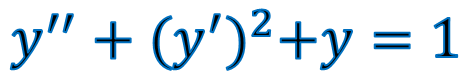 y′′ + (y′)²+y = 1